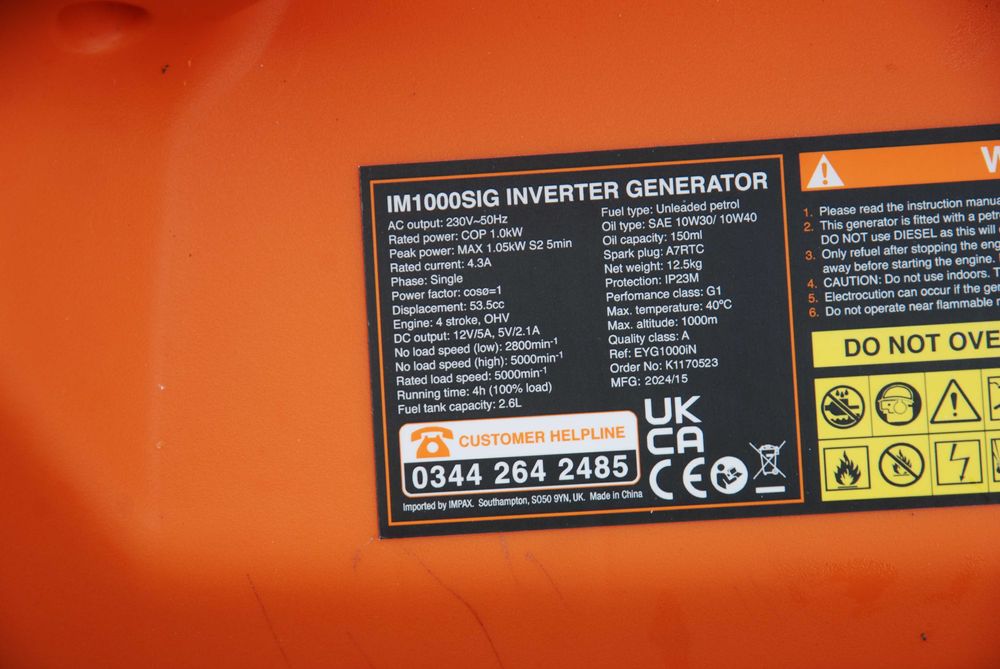 IM1000SIG INVERTER GENERATOR
AC output: 230V~50Hz
Rated power: COP 1.0kW
Peak power: MAX 1.05kW S2 5min
Rated current: 4.3A
Phase: Single
Power factor: cosø=1
Displacement: 53.5cc
Engine: 4 stroke, OHV
DC output: 12V/5A, 5V/2.1A
No load speed (low): 2800min-1
No load speed (high): 5000min-1
Rated load speed: 5000min-1
Running time: 4h (100% load)
Fuel tank capacity: 2.6L
Fuel type: Unleaded petrol
Oil type: SAE 10W30/ 10W40
Oil capacity: 150ml
Spark plug: A7RTC
Net weight: 12.5kg
Protection: IP23M
Perfomance class: G1
Max. temperature: 40ºC
Max. altitude: 1000m
Quality class: A
Ref: EYG1000iN
Order No: K1170523
MFG: 2024/15
CUSTOMER HELPLINE
0344 264 2485
Imported by IMPAX. Southampton, SO50 9YN, UK. Made in China
UK
CA
CE
W
1. Please read the instruction manua
2. This generator is fitted with a petr
DO NOT use DIESEL as this will
3. Only refuel after stopping the eng
away before starting the engine.
4. CAUTION: Do not use indoors. T
5. Electrocution can occur if the ge
6. Do not operate near flammable
DO NOT OVE